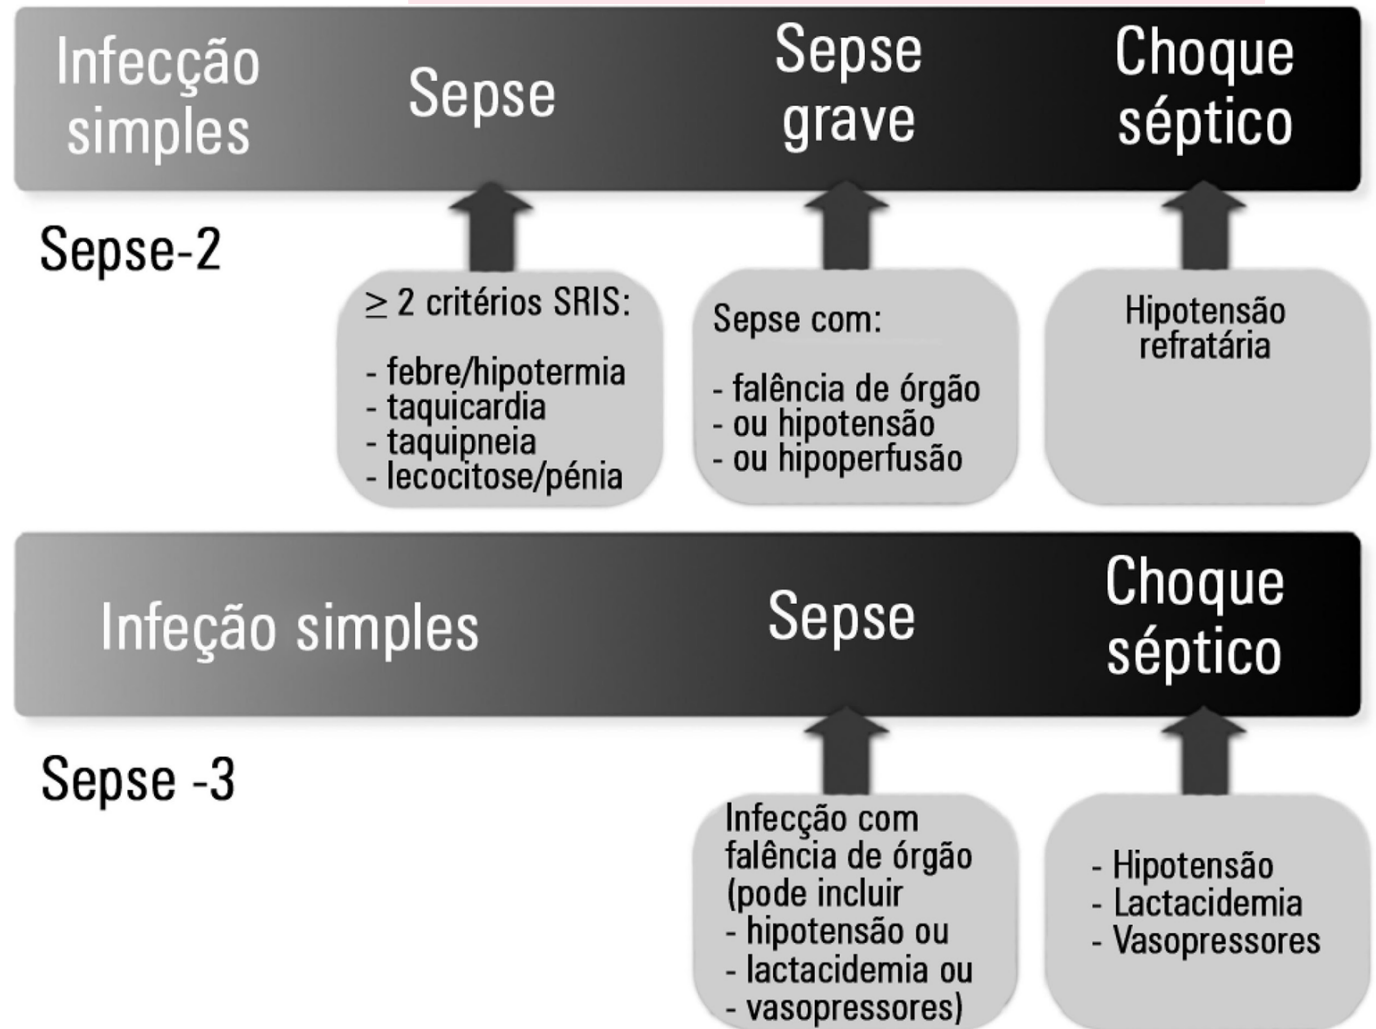 Infecção
simples
Sepse
Sepse
grave
Choque
séptico
Sepse-2
≥ 2 critérios SRIS:
- febre/hipotermia
- taquicardia
- taquipneia
- lecocitose/pénia
Sepse com:
- falência de órgão
- ou hipotensão
- ou hipoperfusão
Hipotensão
refratária
Infeção simples
Sepse
Choque
séptico
Sepse -3
Infecção com
falência de órgão
(pode incluir
- hipotensão ou
- lactacidemia ou
- vasopressores)
- Hipotensão
- Lactacidemia
- Vasopressores